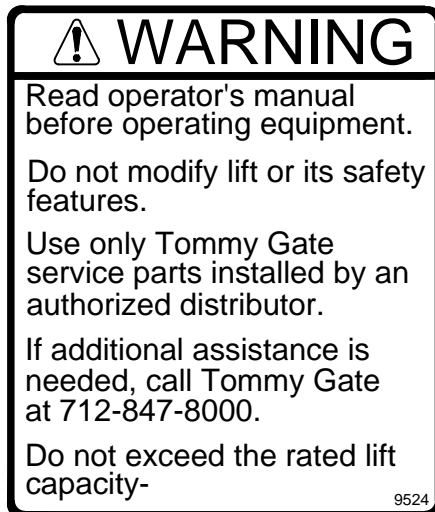 WARNING
Read operator's manual
before operating equipment.
Do not modify lift or its safety
features.
Use only Tommy Gate
service parts installed by an
authorized distributor.
If additional assistance is
needed, call Tommy Gate
at 712-847-8000.
Do not exceed the rated lift
capacity-
9524